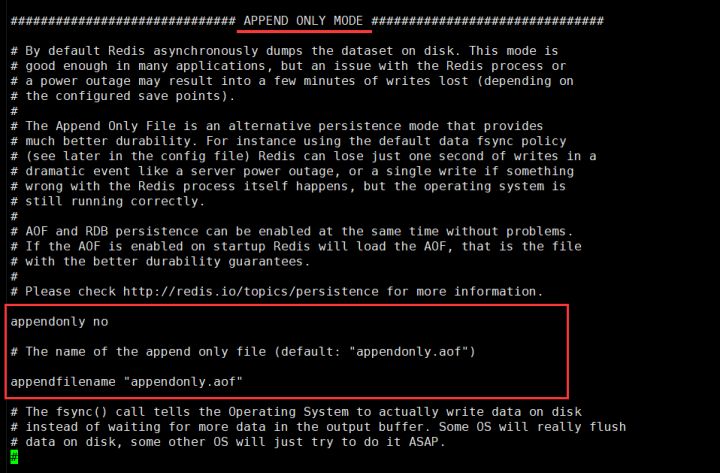 ############################## APPEND ONLY MODE ###############################
# By default Redis asynchronously dumps the dataset on disk. This mode is
# good enough in many applications, but an issue with the Redis process or
# a power outage may result into a few minutes of writes lost (depending on
# the configured save points).
#
# The Append Only File is an alternative persistence mode that provides
# much better durability. For instance using the default data fsync policy
# (see later in the config file) Redis can lose just one second of writes in a
# dramatic event like a server power outage, or a single write if something
# wrong with the Redis process itself happens, but the operating system is
# still running correctly.
#
# AOF and RDB persistence can be enabled at the same time without problems.
# If the AOF is enabled on startup Redis will load the AOF, that is the file
# with the better durability guarantees.
#
# Please check http://redis.io/topics/persistence for more information.
appendonly no
# The name of the append only file (default: "appendonly.aof")
appendfilename "appendonly.aof"
# The fsync() call tells the Operating System to actually write data on disk
# instead of waiting for more data in the output buffer. Some OS will really flush
# data on disk, some other OS will just try to do it ASAP.
#